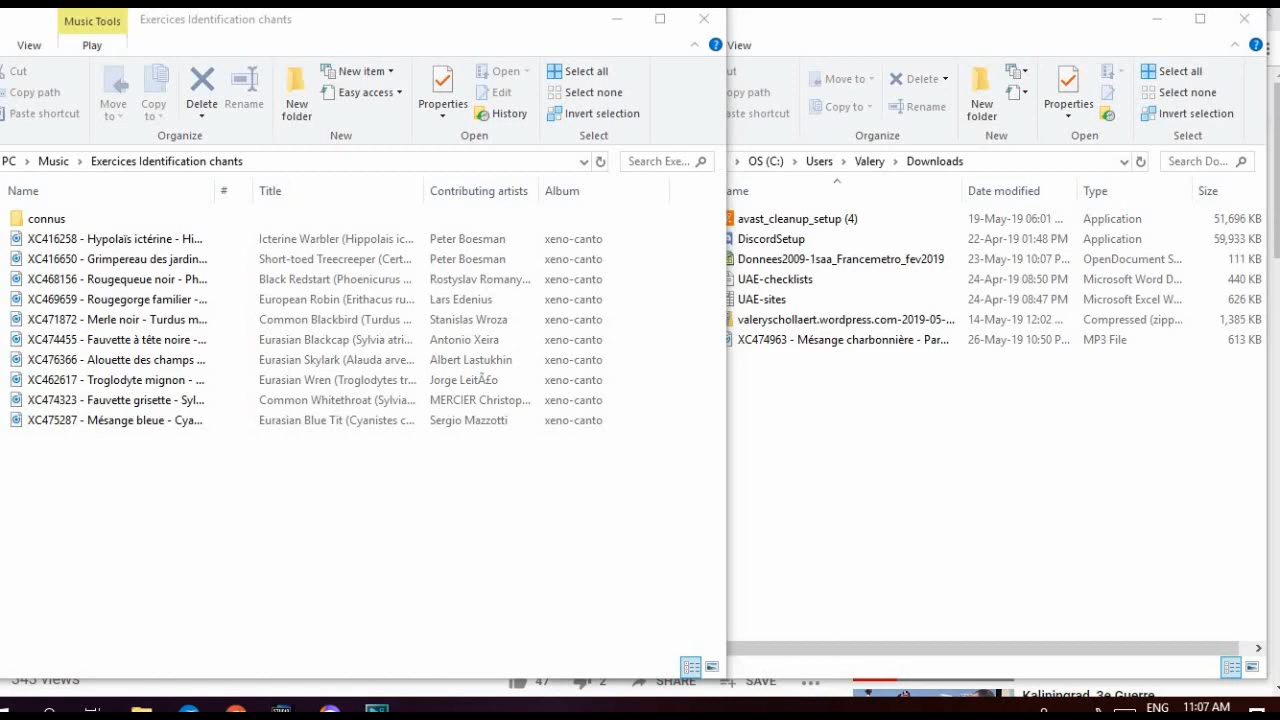 Music Tools
Exercices Identification chants
View
Play
Cut
Copy path
Paste shortcut
Move to
Copy to
Delete
Rename
New folder
New item
Easy access
Properties
Open
Edit
History
Select all
Select none
Invert selection
Organize
New
Open
Select
PC > Music > Exercices Identification chants
Search Exe...
Name
#
Title
Contributing artists
Album
connus
XC416258 - Hypolaïs ictérine - Hi... Icterine Warbler (Hippolais ic... Peter Boesman xeno-canto
XC416650 - Grimpereau des jardin... Short-toed Treecreeper (Cert... Peter Boesman xeno-canto
XC468156 - Rougequeue noir - Ph... Black Redstart (Phoenicurus ... Rostyslav Romany... xeno-canto
XC469659 - Rougegorge familier -... European Robin (Erithacus ru... Lars Edenius xeno-canto
XC471872 - Merle noir - Turdus m... Common Blackbird (Turdus ... Stanislas Wroza xeno-canto
XC474455 - Fauvette à tête noire - ... Eurasian Blackcap (Sylvia atri... Antonio Xeira xeno-canto
XC476366 - Alouette des champs ... Eurasian Skylark (Alauda arve... Albert Lastukhin xeno-canto
XC462617 - Troglodyte mignon - ... Eurasian Wren (Troglodytes tr... Jorge LeitÃ£o xeno-canto
XC474323 - Fauvette grisette - Syl... Common Whitethroat (Sylvia... MERCIER Christop... xeno-canto
XC475287 - Mésange bleue - Cya... Eurasian Blue Tit (Cyanistes c... Sergio Mazzotti xeno-canto
View
ut
path
shortcut
Move to
Copy to
Delete
Rename
New folder
Properties
Select all
Select none
Invert selection
Organize
New
Open
Select
> OS (C:) > Users > Valery > Downloads
Search Do...
ame
Date modified
Type
Size
avast_cleanup_setup (4) 19-May-19 06:01 ... Application 51,696 KB
DiscordSetup 22-Apr-19 01:48 PM Application 59,933 KB
Donnees2009-1saa_Francemetro_fev2019 23-May-19 10:07 P... OpenDocument S... 111 KB
UAE-checklists 24-Apr-19 08:50 PM Microsoft Word D... 440 KB
UAE-sites 24-Apr-19 08:47 PM Microsoft Excel W... 626 KB
valeryschollaert.wordpress.com-2019-05-... 14-May-19 12:02 ... Compressed (zipp... 1,385 KB
XC474963 - Mésange charbonnière - Par... 26-May-19 10:50 P... MP3 File 613 KB
views
47
2
SHARE
SAVE
Kaliningrad, 3e Guerre
ENG
11:07 AM